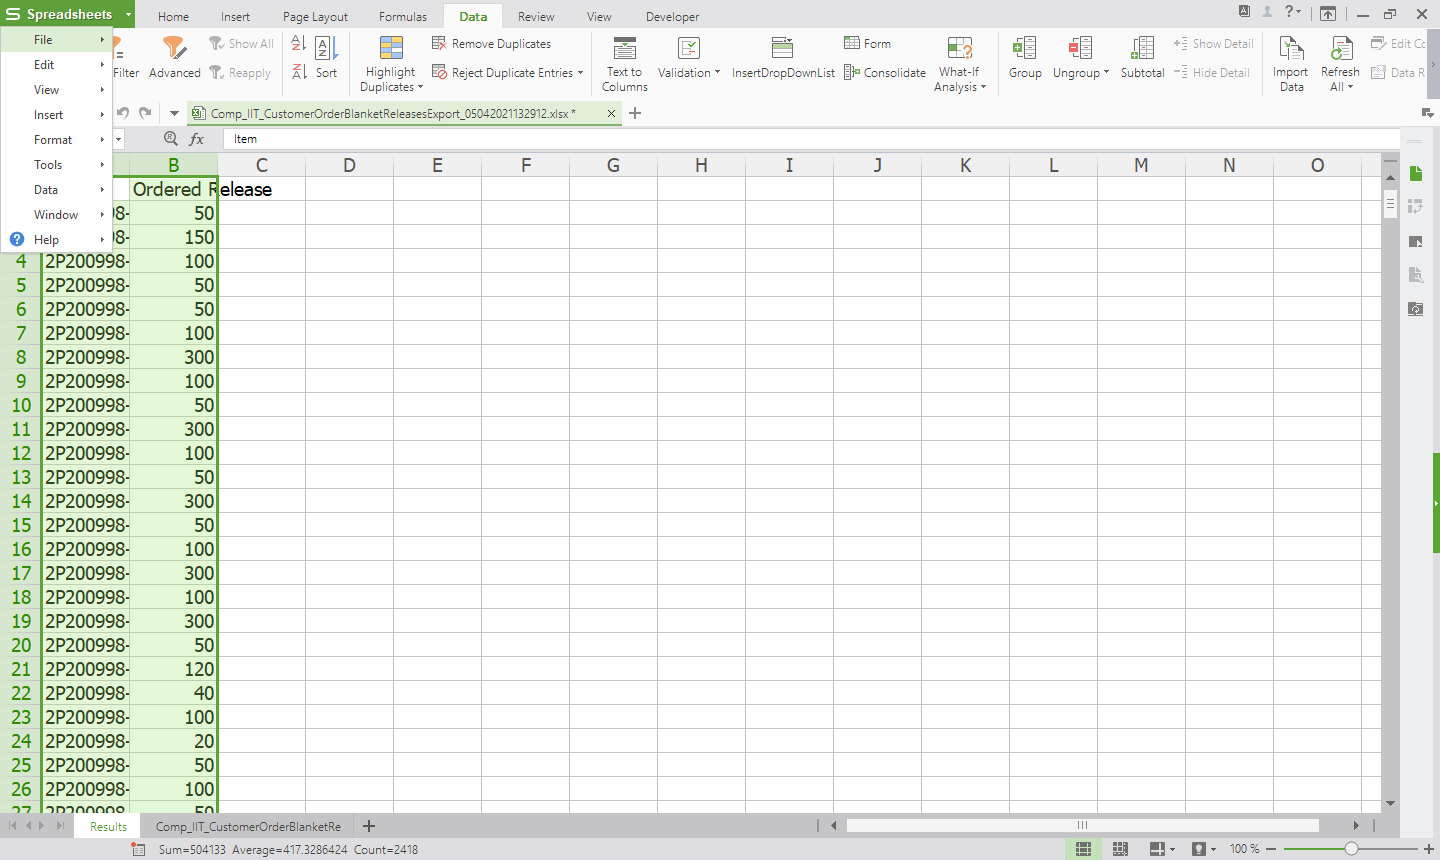 Spreadsheets
Home Insert Page Layout Formulas Data Review View Developer
File
Edit
View
Insert
Format
Tools
Data
Window
Help
Filter Advanced Show All Reapply Sort
Highlight Duplicates
Remove Duplicates
Reject Duplicate Entries
Text to Columns
Validation
InsertDropDownList
Form
Consolidate
What-If Analysis
Group Ungroup Subtotal
Show Detail
Hide Detail
Import Data
Refresh All
Edit
Data
Comp_IIT_CustomerOrderBlanketReleasesExport_05042021132912.xlsx *
fx Item
B C D E F G H I J K L M N O
Ordered Release
50
150
4 2P200998- 100
5 2P200998- 50
6 2P200998- 50
7 2P200998- 100
8 2P200998- 300
9 2P200998- 100
10 2P200998- 50
11 2P200998- 300
12 2P200998- 100
13 2P200998- 50
14 2P200998- 300
15 2P200998- 50
16 2P200998- 100
17 2P200998- 300
18 2P200998- 100
19 2P200998- 300
20 2P200998- 50
21 2P200998- 120
22 2P200998- 40
23 2P200998- 100
24 2P200998- 20
25 2P200998- 50
26 2P200998- 100
27 2P200998- 50
Results Comp_IIT_CustomerOrderBlanketRe
Sum=504133 Average=417.3286424 Count=2418
100 %